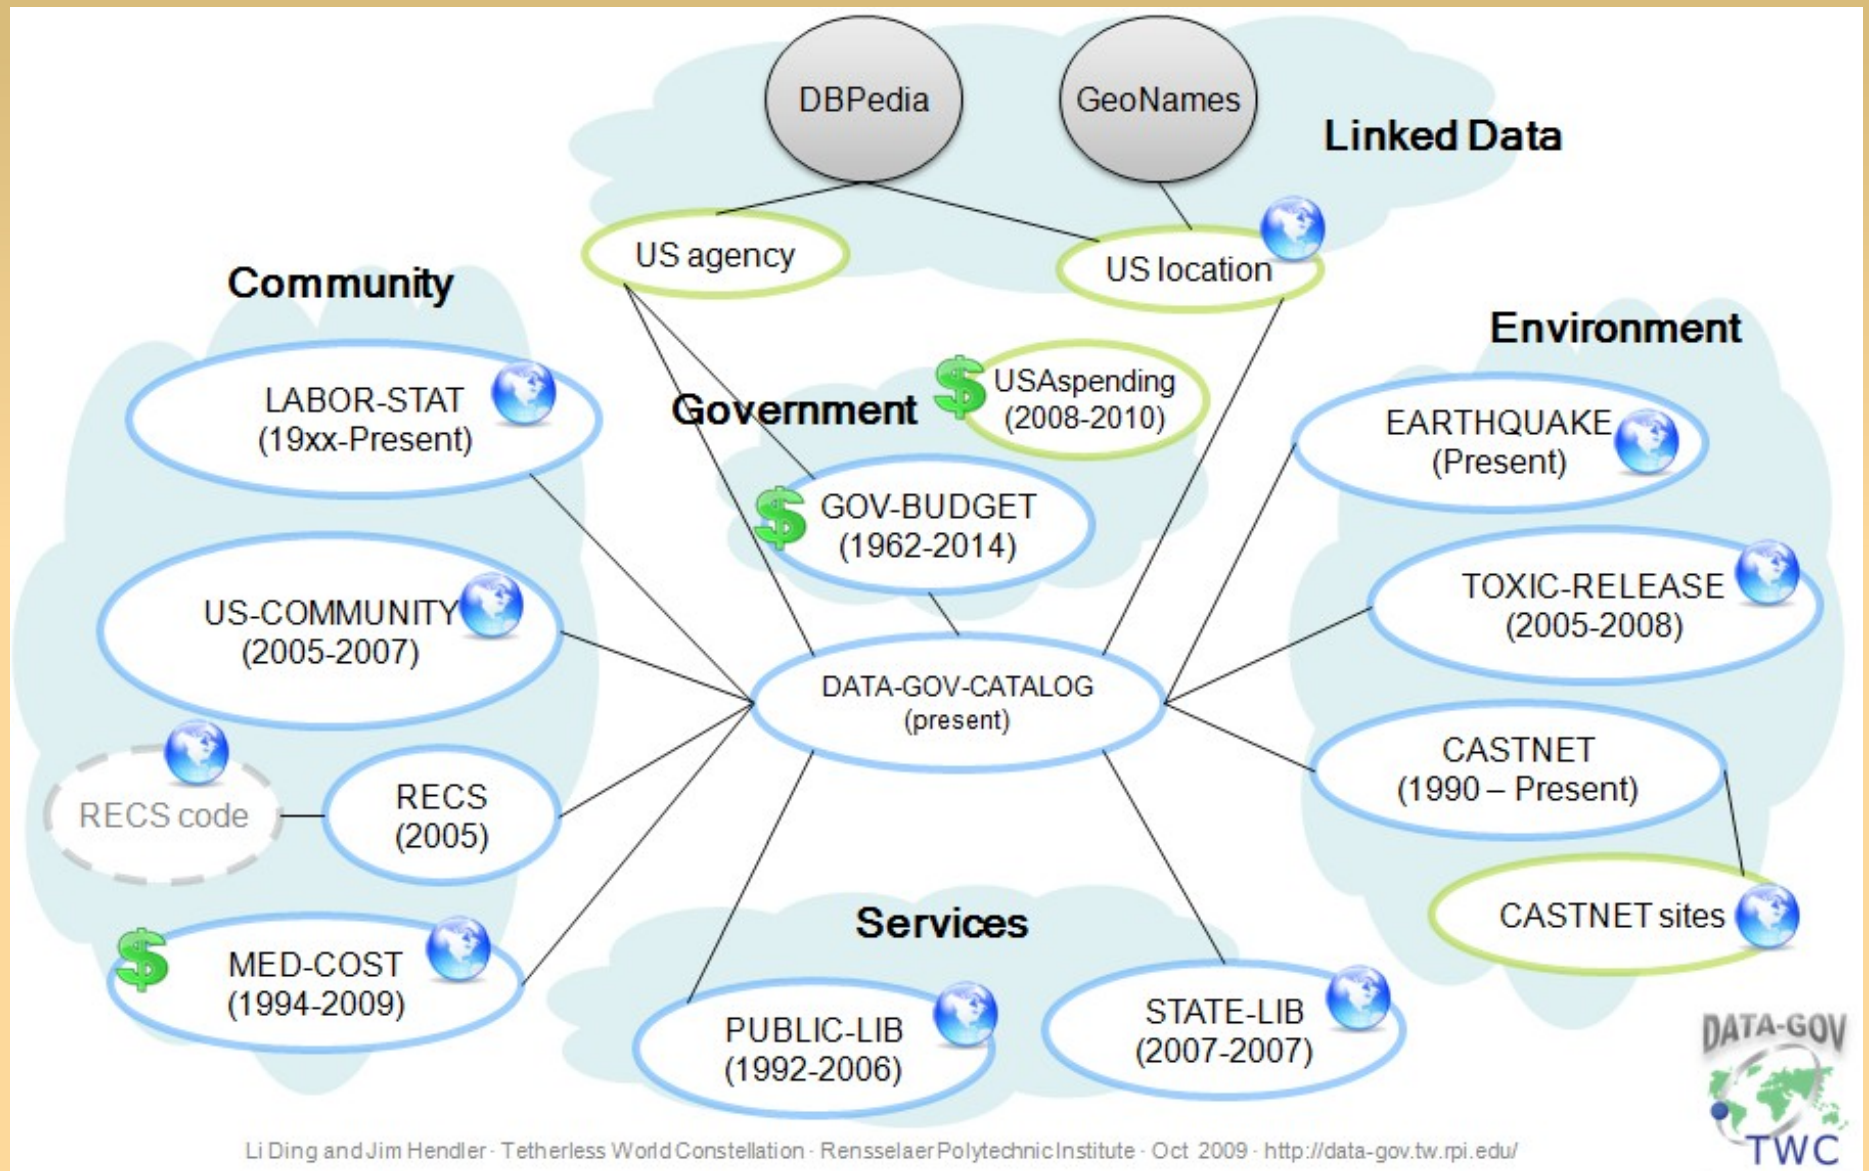 DBPedia
GeoNames
Linked Data
US agency
US location
Community
Environment
LABOR-STAT
(19xx-Present)
Government
USAspending
(2008-2010)
EARTHQUAKE
(Present)
GOV-BUDGET
(1962-2014)
US-COMMUNITY
(2005-2007)
TOXIC-RELEASE
(2005-2008)
DATA-GOV-CATALOG
(present)
RECS code
RECS
(2005)
CASTNET
(1990 – Present)
CASTNET sites
MED-COST
(1994-2009)
Services
PUBLIC-LIB
(1992-2006)
STATE-LIB
(2007-2007)
DATA-GOV
TWC
Li Ding and Jim Hendler · Tetherless World Constellation · Rensselaer Polytechnic Institute · Oct 2009 · http://data-gov.tw.rpi.edu/
$
$
$